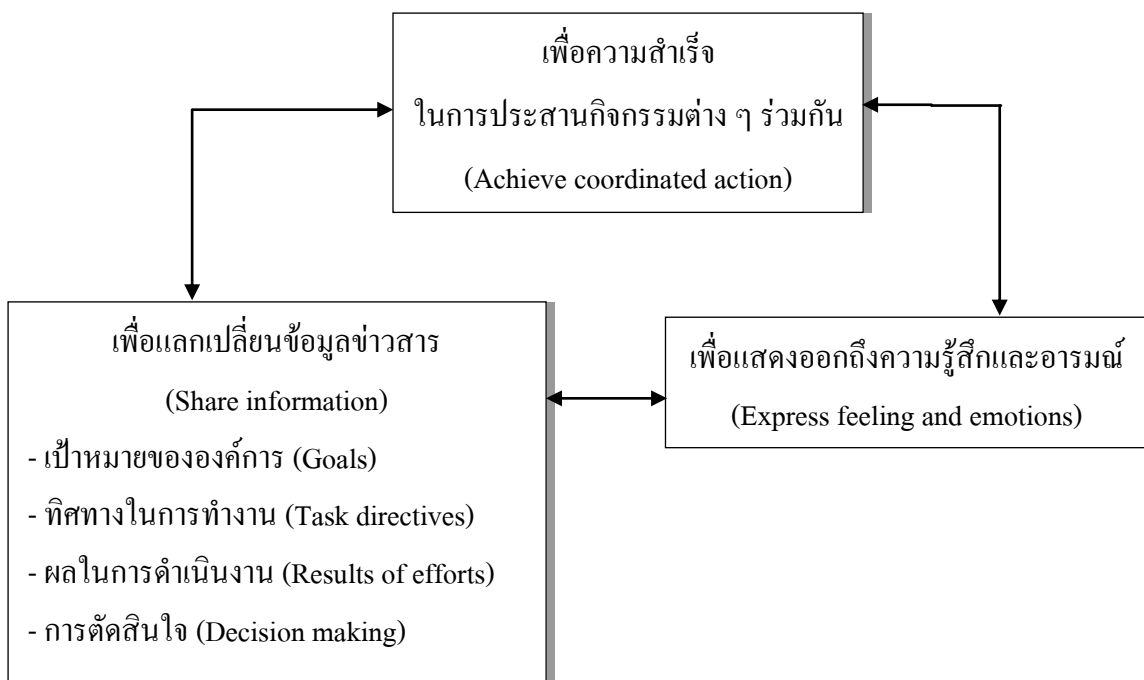 เพื่อความสำเร็จ
ในการประสานกิจกรรมต่าง ๆ ร่วมกัน
(Achieve coordinated action)
เพื่อแลกเปลี่ยนข้อมูลข่าวสาร
(Share information)
- เป้าหมายขององค์การ (Goals)
- ทิศทางในการทำงาน (Task directives)
- ผลในการดำเนินงาน (Results of efforts)
- การตัดสินใจ (Decision making)
เพื่อแสดงออกถึงความรู้สึกและอารมณ์
(Express feeling and emotions)